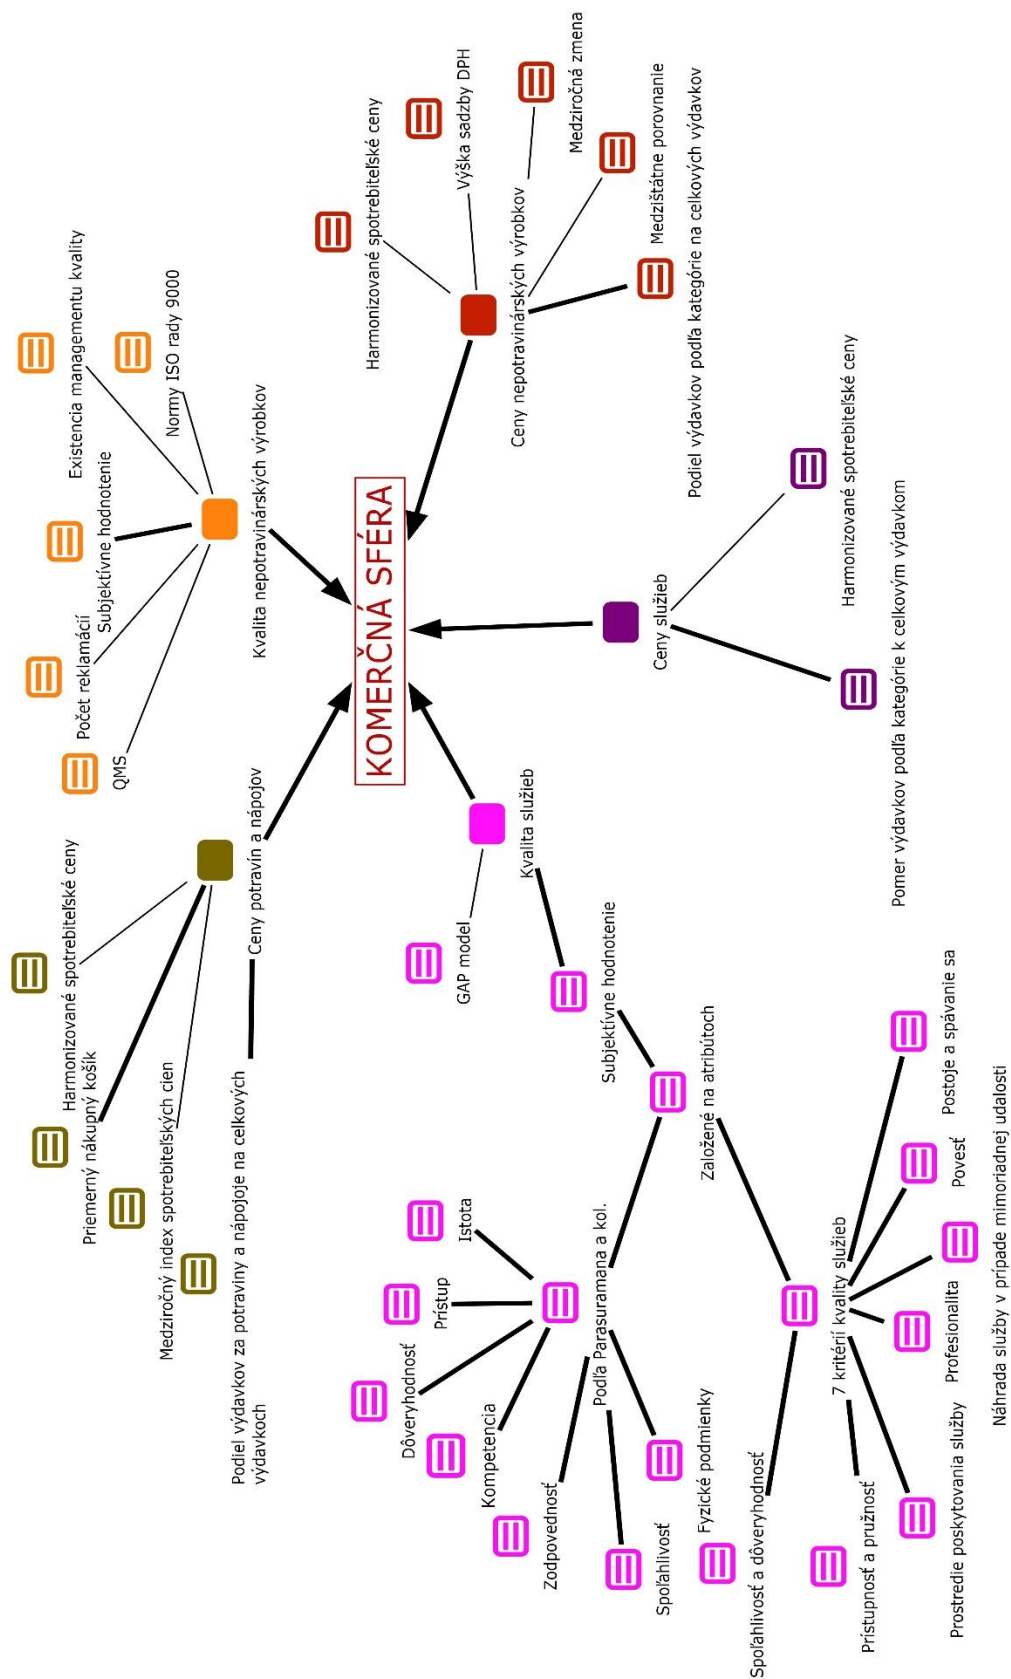 Harmonizované spotrebiteľské ceny
Priemerný nákupný košík
Medziročný index spotrebiteľských cien
Podiel výdavkov za potraviny a nápoje na celkových
výdavkoch
Ceny potravín a nápojov
QMS
Počet reklamácií
Subjektívne hodnotenie
Existencia managementu kvality
Normy ISO rady 9000
Kvalita nepotravinárských výrobkov
KOMERČNÁ SFÉRA
Harmonizované spotrebiteľské ceny
Výška sadzby DPH
Ceny nepotravinárských výrobkov
Medziročná zmena
Medzištátne porovnanie
Podiel výdavkov podľa kategórie na celkových výdavkov
GAP model
Kvalita služieb
Subjektívne hodnotenie
Založené na atribútoch
Istota
Prístup
Dôveryhodnosť
Kompetencia
Zodpovednosť
Podľa Parasuramana a kol.
Spoľahlivosť
Fyzické podmienky
Spoľahlivosť a dôveryhodnosť
7 kritérií kvality služieb
Prístupnosť a pružnosť
Prostredie poskytovania služby
Profesionalita
Povesť
Postoje a spávanie sa
Náhrada služby v prípade mimoriadnej udalosti
Ceny služieb
Harmonizované spotrebiteľské ceny
Pomer výdavkov podľa kategórie k celkovým výdavkom